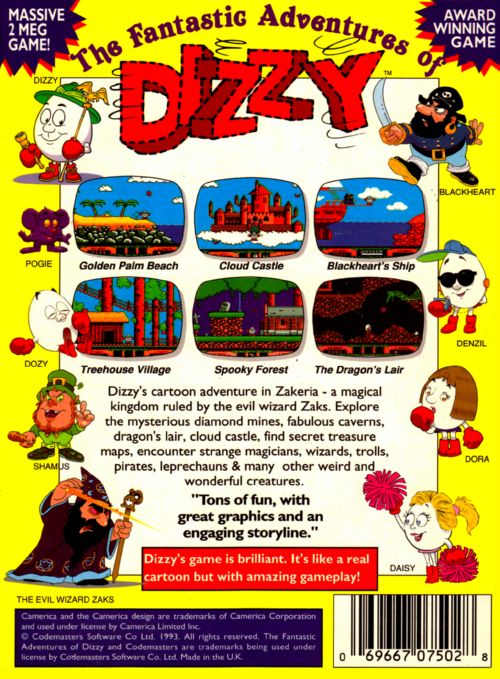 MASSIVE
2 MEG
GAME!
AWARD
WINNING
GAME
The Fantastic Adventures of
DIZZY™
DIZZY
BLACKHEART
POGIE
Golden Palm Beach
Cloud Castle
Blackheart's Ship
DENZIL
DOZY
Treehouse Village
Spooky Forest
The Dragon's Lair
Dizzy's cartoon adventure in Zakeria - a magical
kingdom ruled by the evil wizard Zaks. Explore
the mysterious diamond mines, fabulous caverns,
dragon's lair, cloud castle, find secret treasure
maps, encounter strange magicians, wizards, trolls,
pirates, leprechauns & many other weird and
wonderful creatures.
SHAMUS
DORA
"Tons of fun, with
great graphics and an
engaging storyline."
Dizzy's game is brilliant. It's like a real
cartoon but with amazing gameplay!
DAISY
THE EVIL WIZARD ZAKS
Camerica and the Camerica design are trademarks of Camerica Corporation
and used under license by Camerica Limited Inc.
© Codemasters Software Co Ltd. 1993. All rights reserved. The Fantastic
Adventures of Dizzy and Codemasters are trademarks being used under
license by Codemasters Software Co. Ltd. Made in the U.K.
0 69667 07502 8